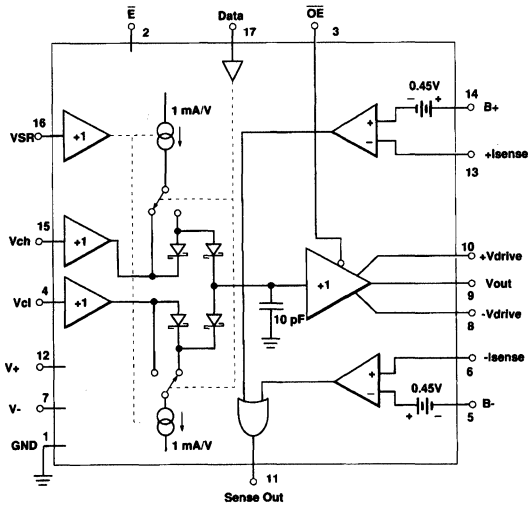 E
Data
OE
2
17
3
1 mA/V
0.45V
14
- +
B+
16
VSR
+1
+
-
+Isense
13
15
Vch
+1
10
+Vdrive
4
Vcl
+1
+1
Vout
9
10 pF
-Vdrive
8
12
V+
-Isense
6
+
-
0.45V
7
V-
B-
+ -
5
1
GND
1 mA/V
11
Sense Out